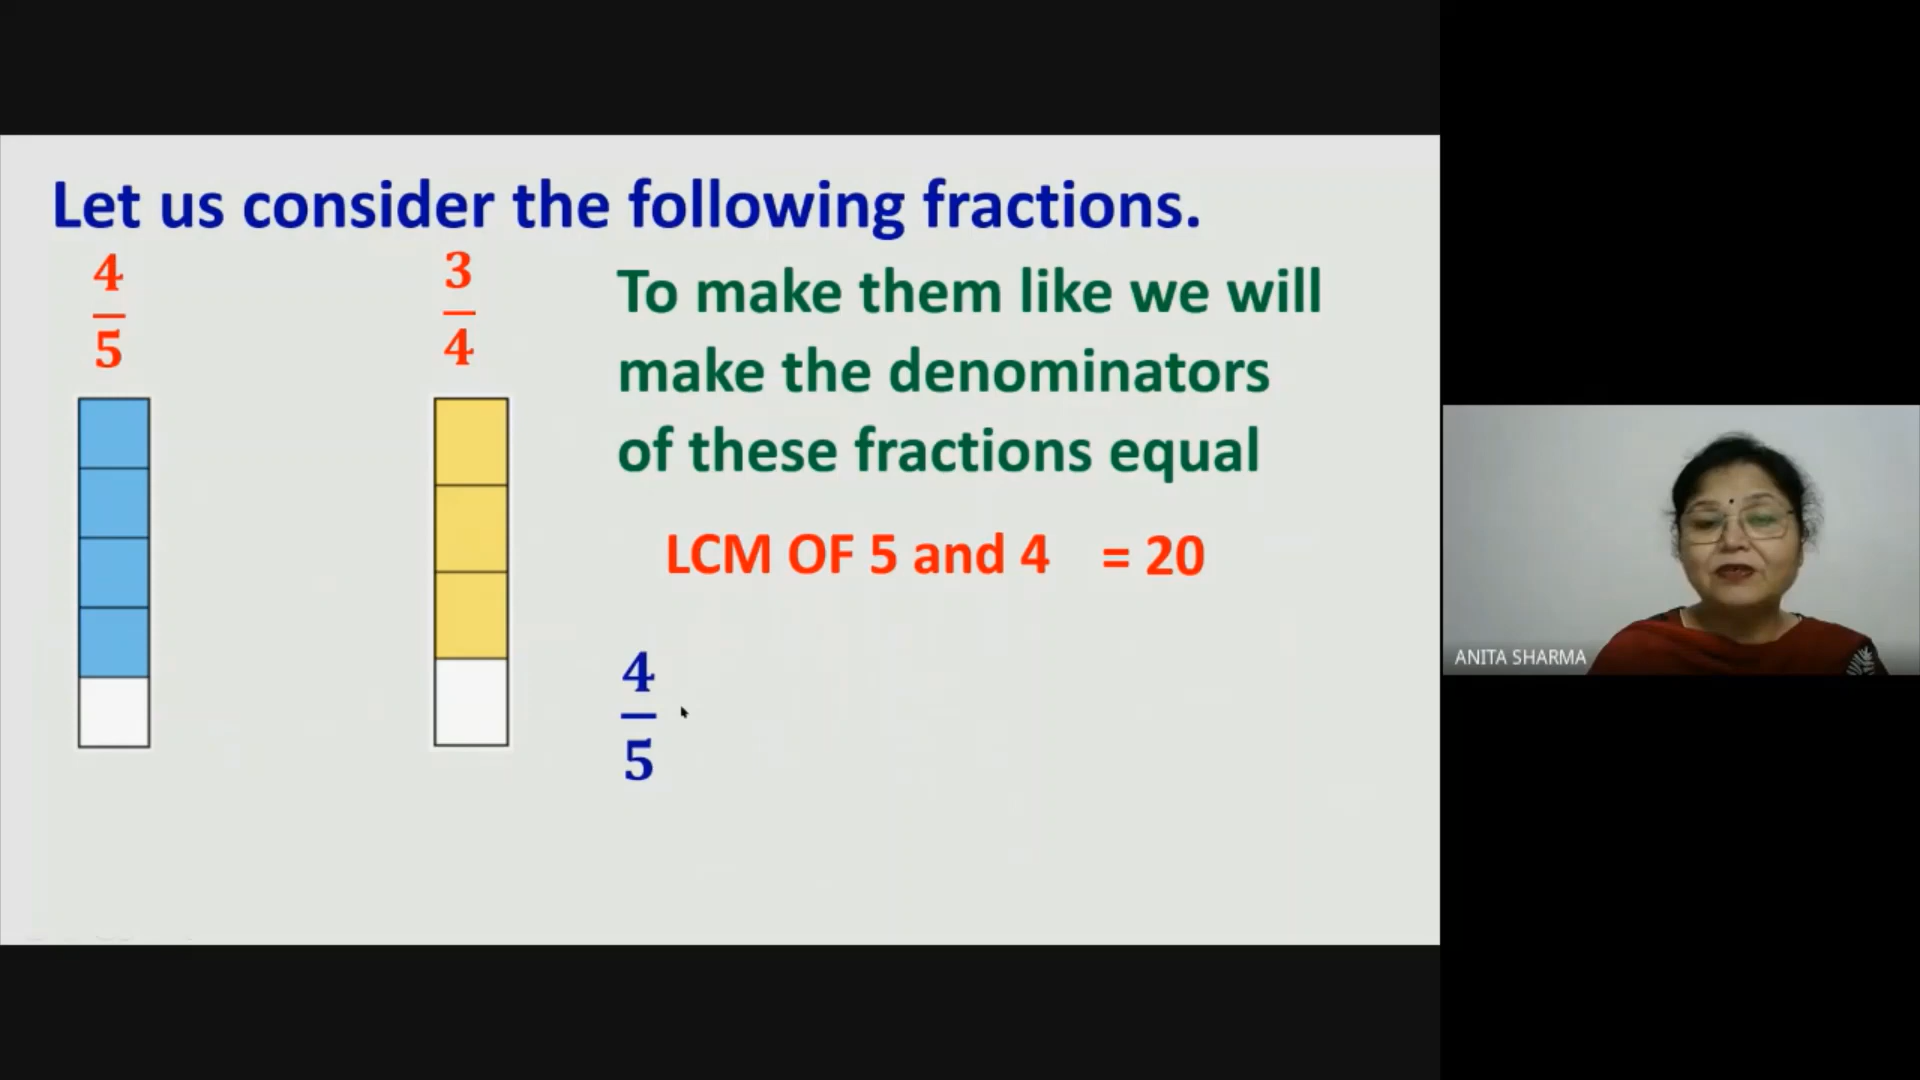 Let us consider the following fractions.
4/5
3/4
To make them like we will
make the denominators
of these fractions equal
LCM OF 5 and 4 = 20
4/5
ANITA SHARMA